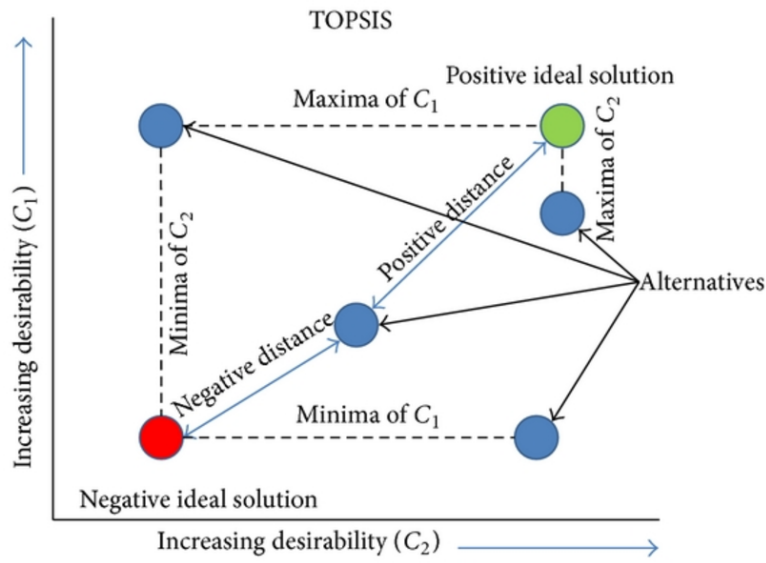 TOPSIS
Positive ideal solution
Maxima of C1
Maxima of C2
Positive distance
Minima of C2
Alternatives
Negative distance
Minima of C1
Negative ideal solution
Increasing desirability (C1)
Increasing desirability (C2)